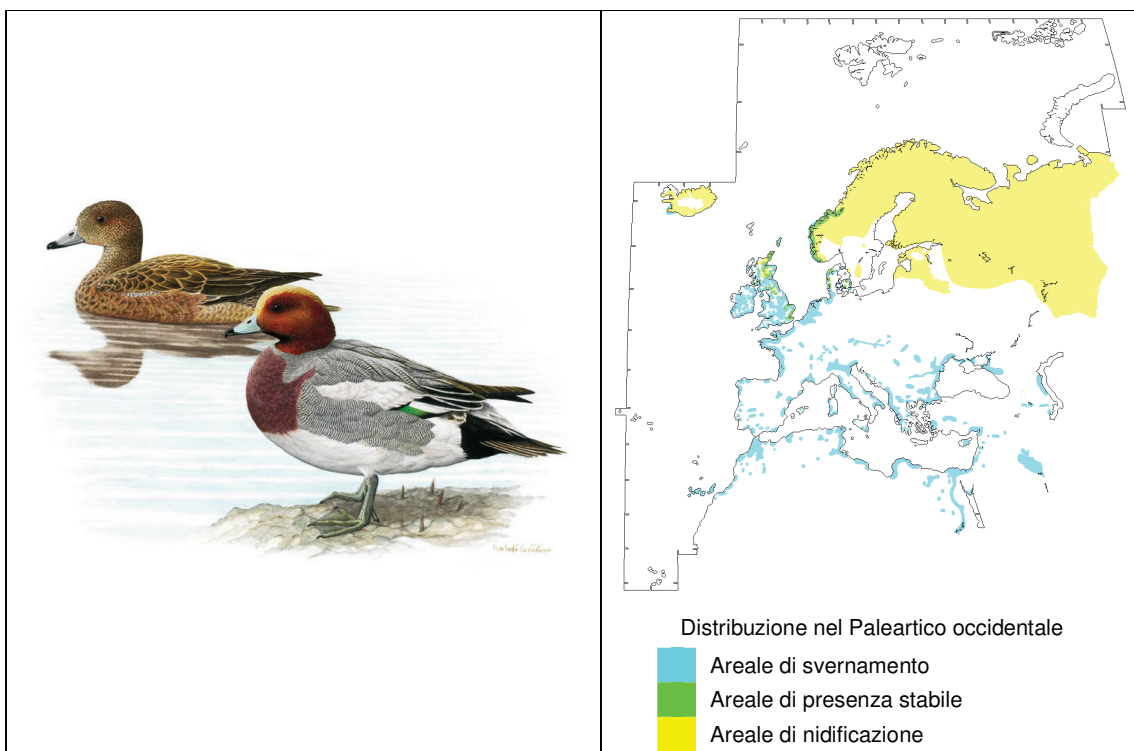 Distribuzione nel Paleartico occidentale
Areale di svernamento
Areale di presenza stabile
Areale di nidificazione